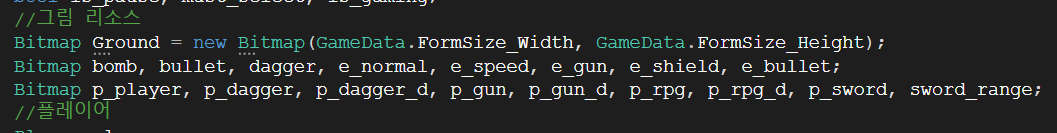 //그림 리소스
Bitmap Ground = new Bitmap(GameData.FormSize_Width, GameData.FormSize_Height);
Bitmap bomb, bullet, dagger, e_normal, e_speed, e_gun, e_shield, e_bullet;
Bitmap p_player, p_dagger, p_dagger_d, p_gun, p_gun_d, p_rpg, p_rpg_d, p_sword, sword_range;
//플레이어